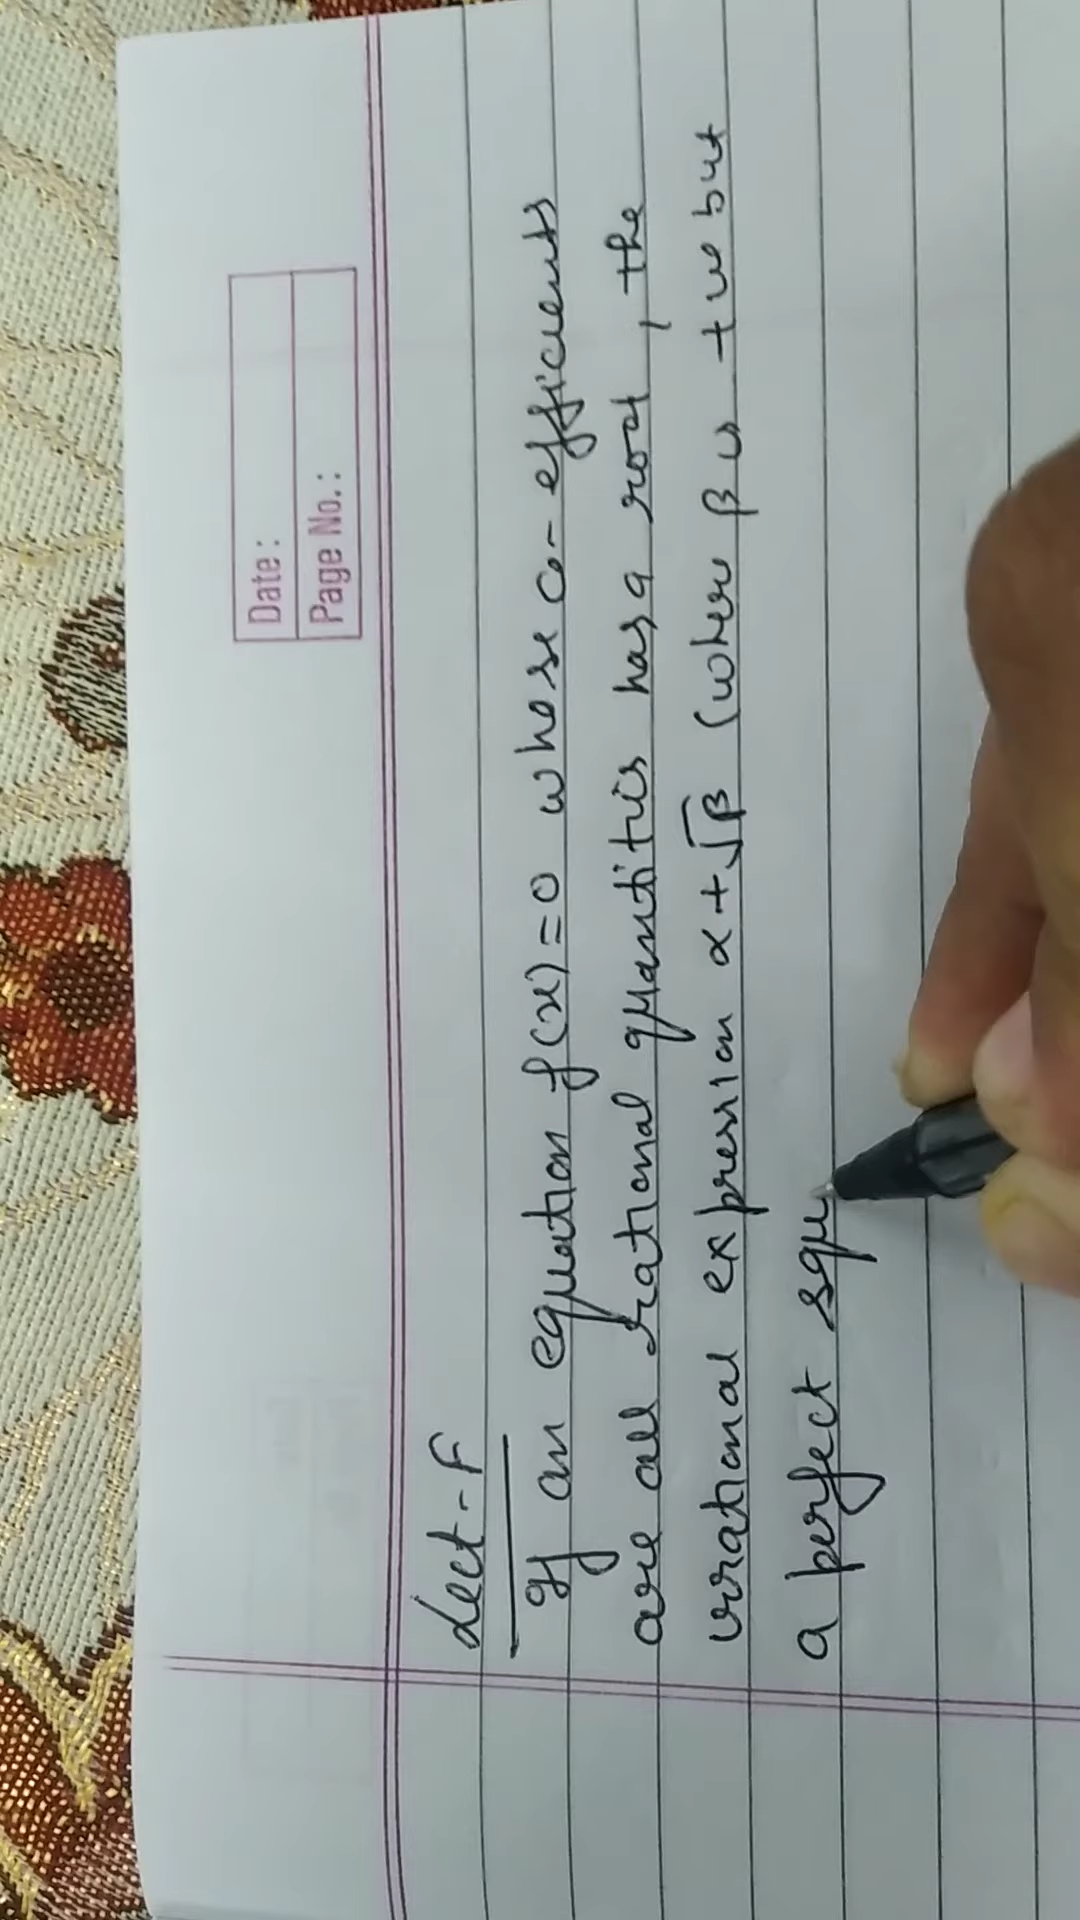 Date:
Page No.:
Lect-F
If an equation f(x)=0 whose co-efficients
are all rational quantitis has a root, the
irrational expression α+√β (where β is +ve but
a perfect squ